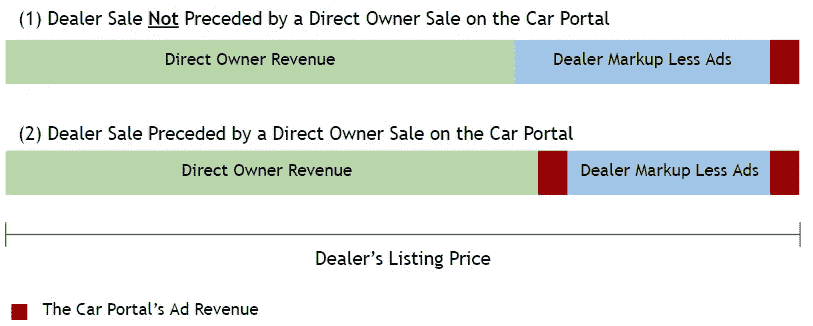 (1) Dealer Sale Not Preceded by a Direct Owner Sale on the Car Portal
Direct Owner Revenue Dealer Markup Less Ads
(2) Dealer Sale Preceded by a Direct Owner Sale on the Car Portal
Direct Owner Revenue Dealer Markup Less Ads
Dealer's Listing Price
The Car Portal's Ad Revenue